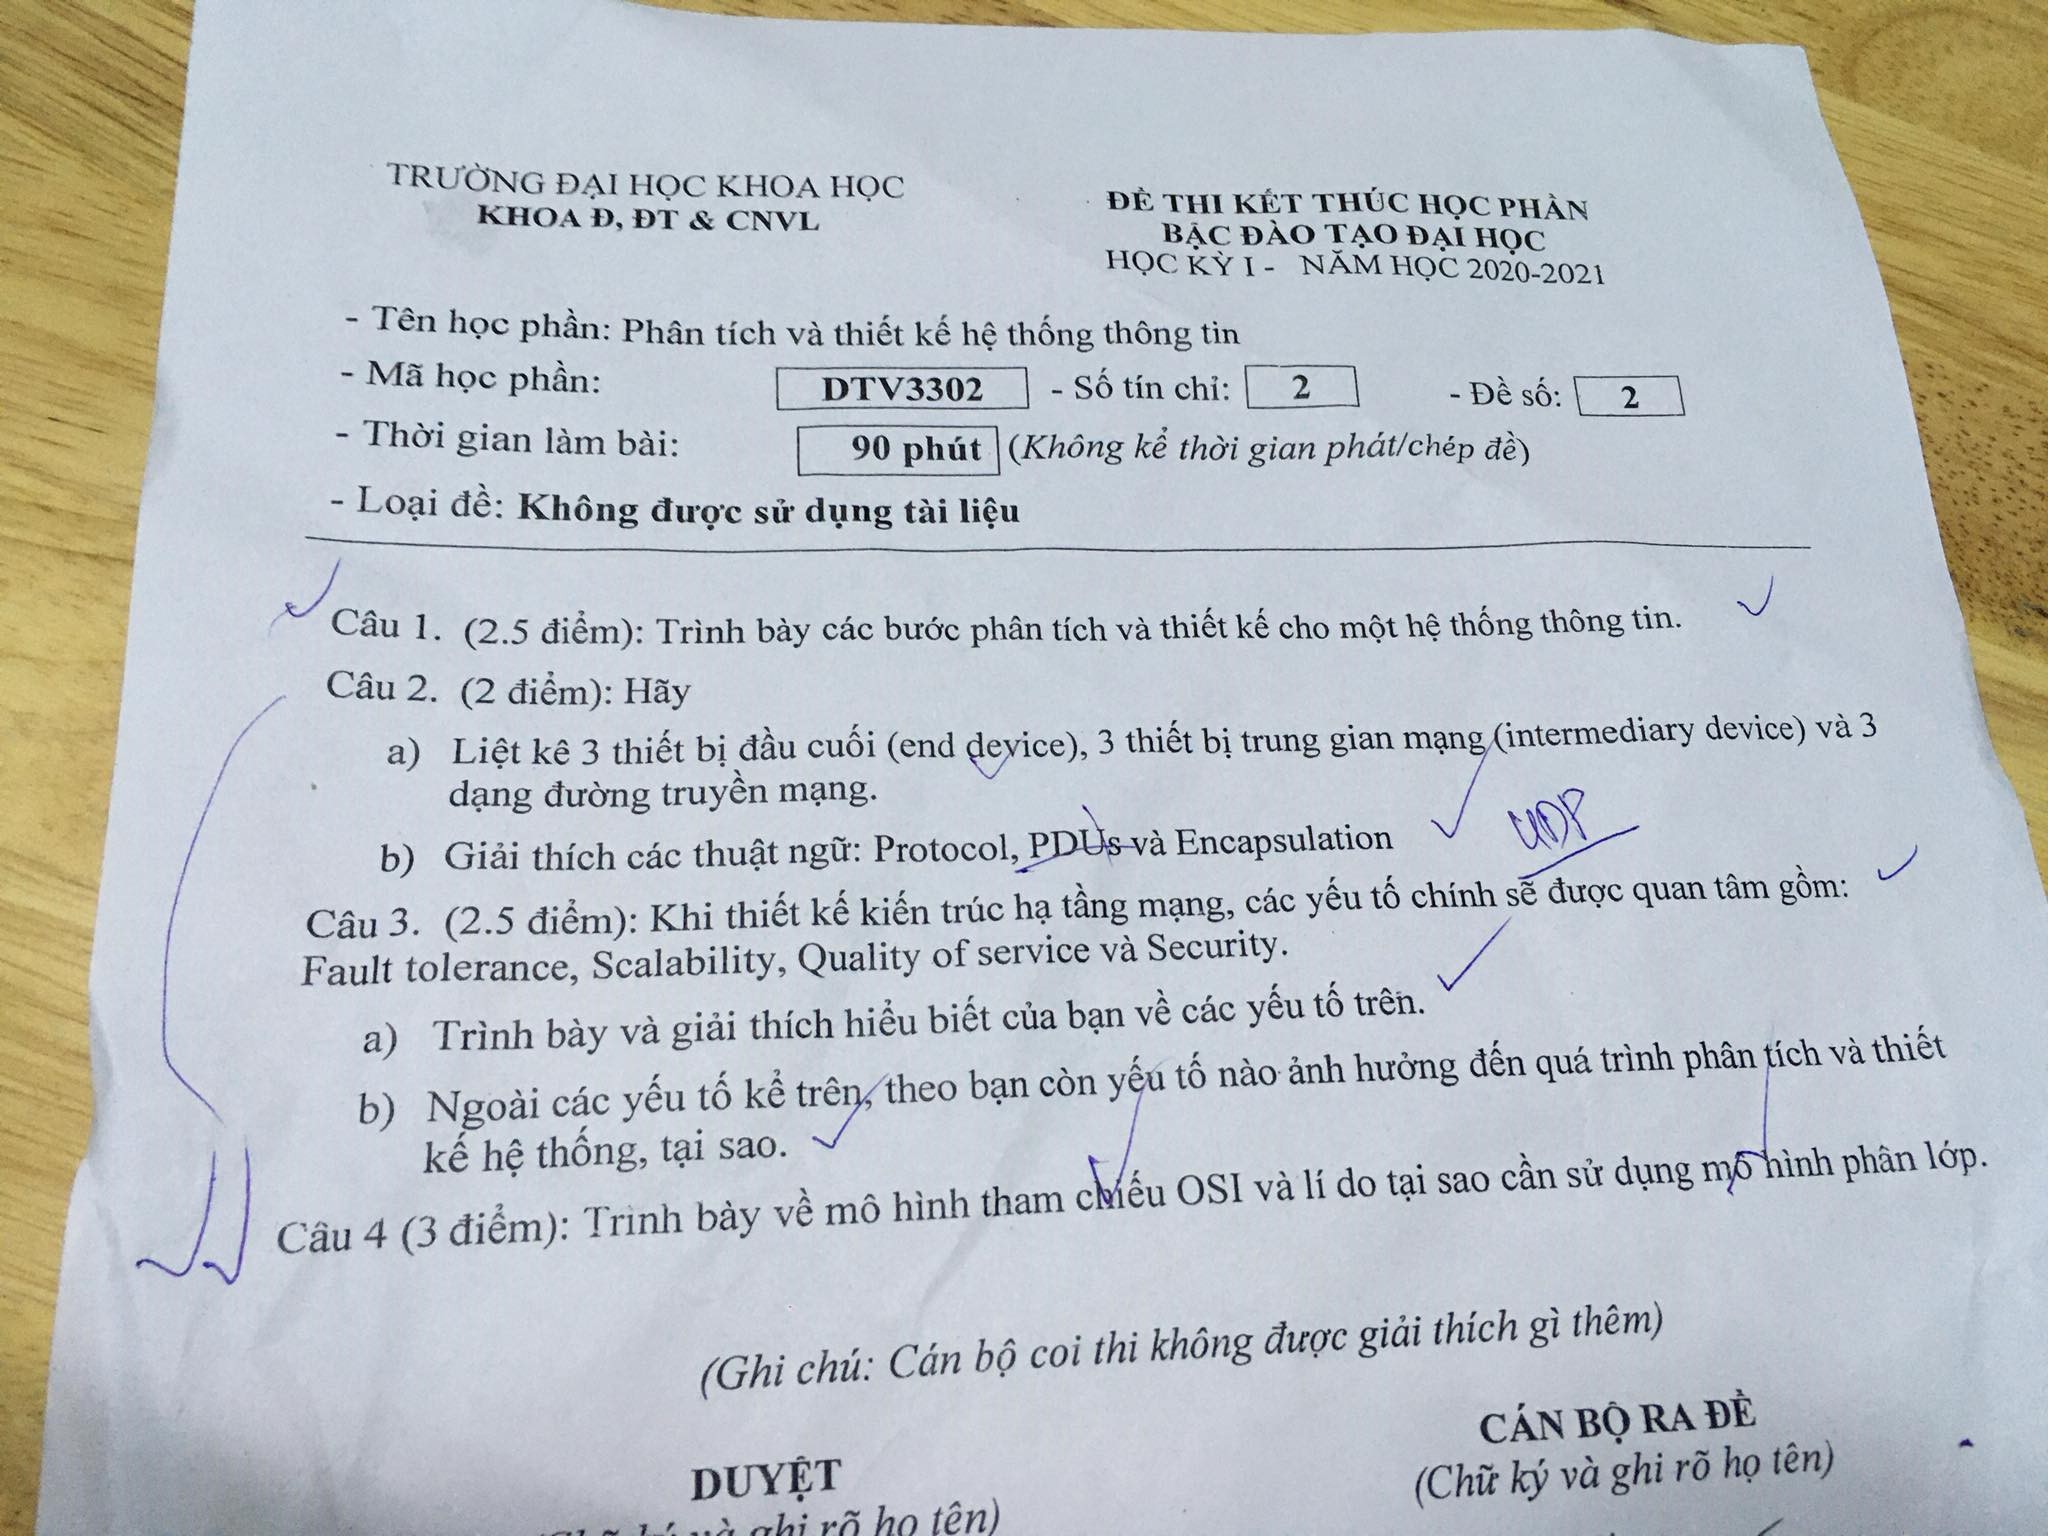 TRƯỜNG ĐẠI HỌC KHOA HỌC
KHOA Đ, ĐT & CNVL
ĐỀ THI KẾT THÚC HỌC PHẦN
BẬC ĐÀO TẠO ĐẠI HỌC
HỌC KỲ I - NĂM HỌC 2020-2021
- Tên học phần: Phân tích và thiết kế hệ thống thông tin
- Mã học phần: DTV3302 - Số tín chỉ: 2 - Đề số: 2
- Thời gian làm bài: 90 phút (Không kể thời gian phát/chép đề)
- Loại đề: Không được sử dụng tài liệu
Câu 1. (2.5 điểm): Trình bày các bước phân tích và thiết kế cho một hệ thống thông tin.
Câu 2. (2 điểm): Hãy
a) Liệt kê 3 thiết bị đầu cuối (end device), 3 thiết bị trung gian mạng (intermediary device) và 3
dạng đường truyền mạng.
b) Giải thích các thuật ngữ: Protocol, PDUs và Encapsulation
UDP
Câu 3. (2.5 điểm): Khi thiết kế kiến trúc hạ tầng mạng, các yếu tố chính sẽ được quan tâm gồm:
Fault tolerance, Scalability, Quality of service và Security.
a) Trình bày và giải thích hiểu biết của bạn về các yếu tố trên.
b) Ngoài các yếu tố kể trên, theo bạn còn yếu tố nào ảnh hưởng đến quá trình phân tích và thiết
kế hệ thống, tại sao.
Câu 4 (3 điểm): Trình bày về mô hình tham chiếu OSI và lí do tại sao cần sử dụng mô hình phân lớp.
(Ghi chú: Cán bộ coi thi không được giải thích gì thêm)
CÁN BỘ RA ĐỀ
(Chữ ký và ghi rõ họ tên)
DUYỆT
(Chữ ký và ghi rõ họ tên)